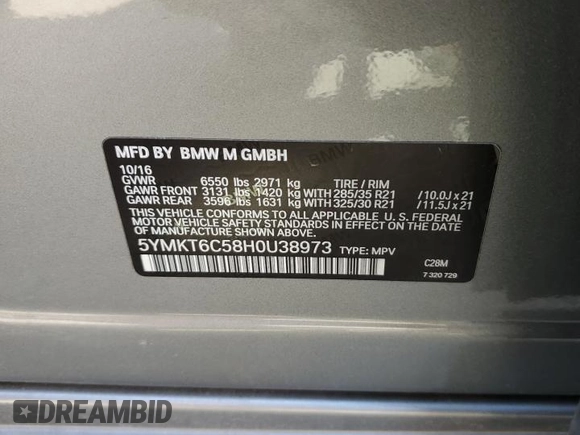 MFD BY BMW M GMBH
10/16
GVWR 6550 lbs 2971 kg TIRE / RIM
GAWR FRONT 3131 lbs 1420 kg WITH 285/35 R21 / 10.0J x 21
GAWR REAR 3596 lbs 1631 kg WITH 325/30 R21 / 11.5J x 21
THIS VEHICLE CONFORMS TO ALL APPLICABLE U. S. FEDERAL
MOTOR VEHICLE SAFETY STANDARDS IN EFFECT ON THE DATE OF
MANUFACTURE SHOWN ABOVE.
5YMKT6C58H0U38973 TYPE: MPV
C28M
7 320 729
DREAMBID